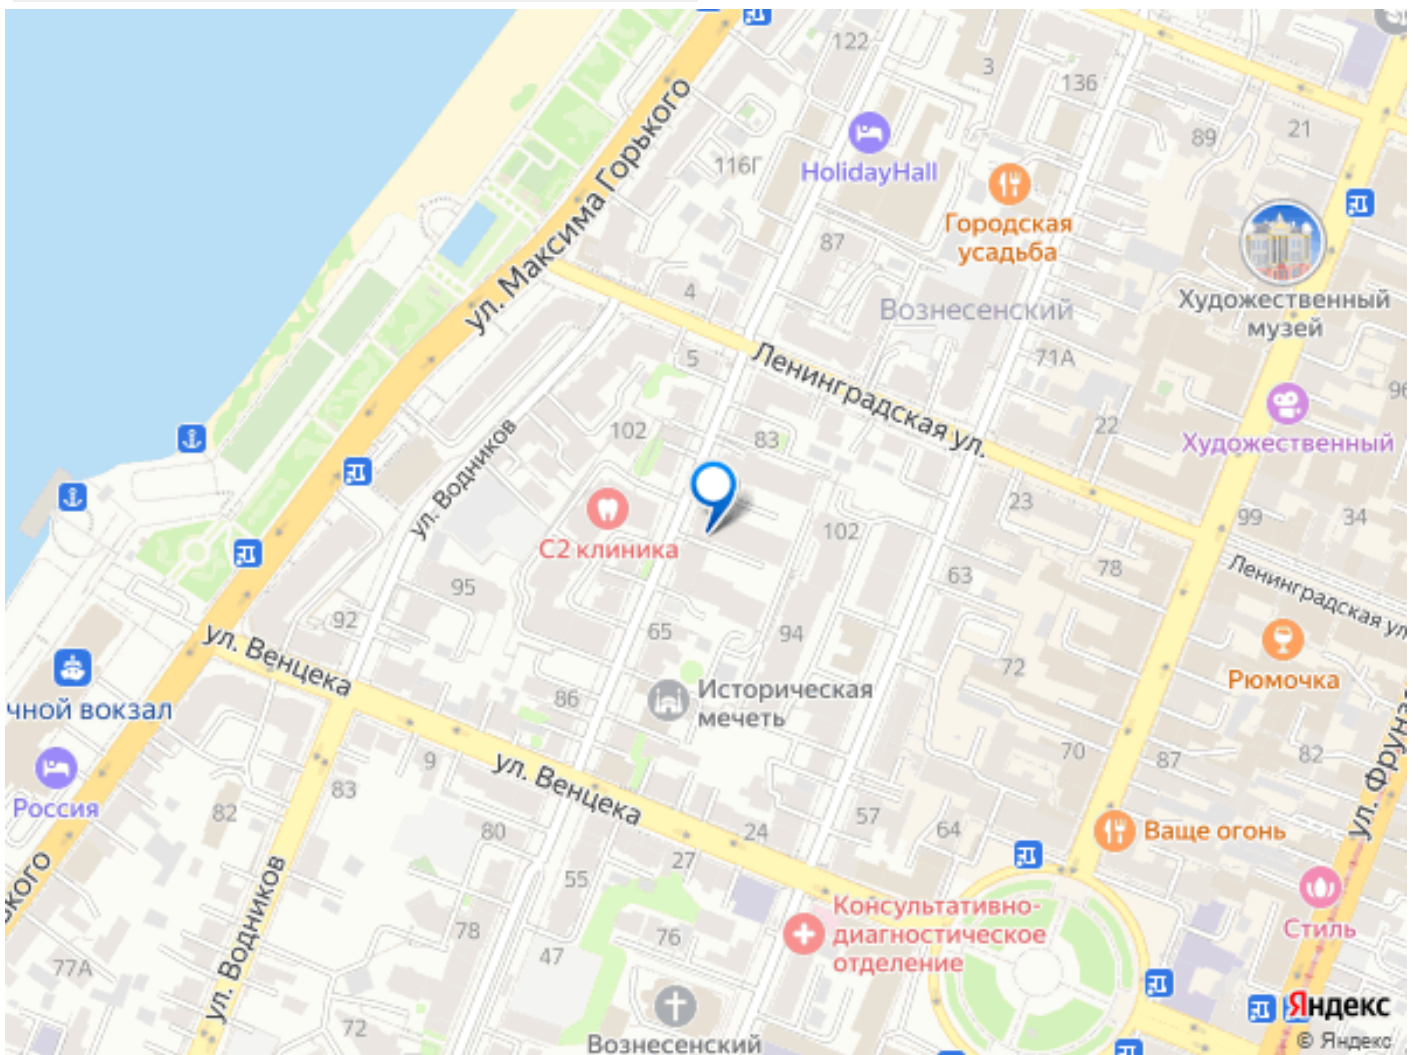 122
3
136
ул. Максима Горького
116Г
HolidayHall
89
21
Городская
усадьба
87
Художественный
музей
4
Вознесенский
5
Ленинградская ул.
71А
96
102
83
22
Художественный
ул. Водников
С2 клиника
102
23
99
34
95
63
78
Ленинградская ул.
92
65
94
ул. Венцека
72
Рюмочка
чной вокзал
86
Историческая
мечеть
Россия
9
ул. Венцека
70
87
82
83
82
80
24
57
64
Ваще огонь
ул. Фрунзе
ького
27
55
ул. Водников
Консультативно-
диагностическое
отделение
Стиль
78
76
47
77А
72
Вознесенский
Яндекс
© Яндекс